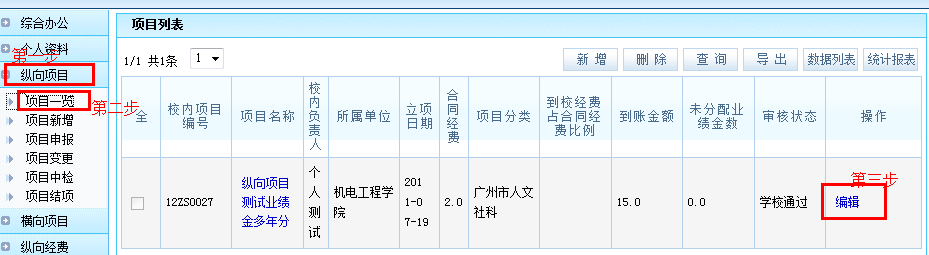 综合办公
个人资料
第一步
纵向项目
项目一览
第二步
项目新增
项目申报
项目变更
项目中检
项目结项
横向项目
纵向经费
项目列表
1/1 共1条 1
新 增
删 除
查 询
导 出
数据列表
统计报表
全
校内项目
编号
项目名称
校
内
负
责
人
所属单位
立项
日期
合
同
经
费
项目分类
到校经费
占合同经
费比例
到账金额
未分配业
绩金数
审核状态
操作
12ZS0027
纵向项目
测试业绩
金多年分
个
人
测
试
机电工程学
院
201
1-0
7-19
2.0
广州市人文
社科
15.0
0.0
学校通过
第三步
编辑